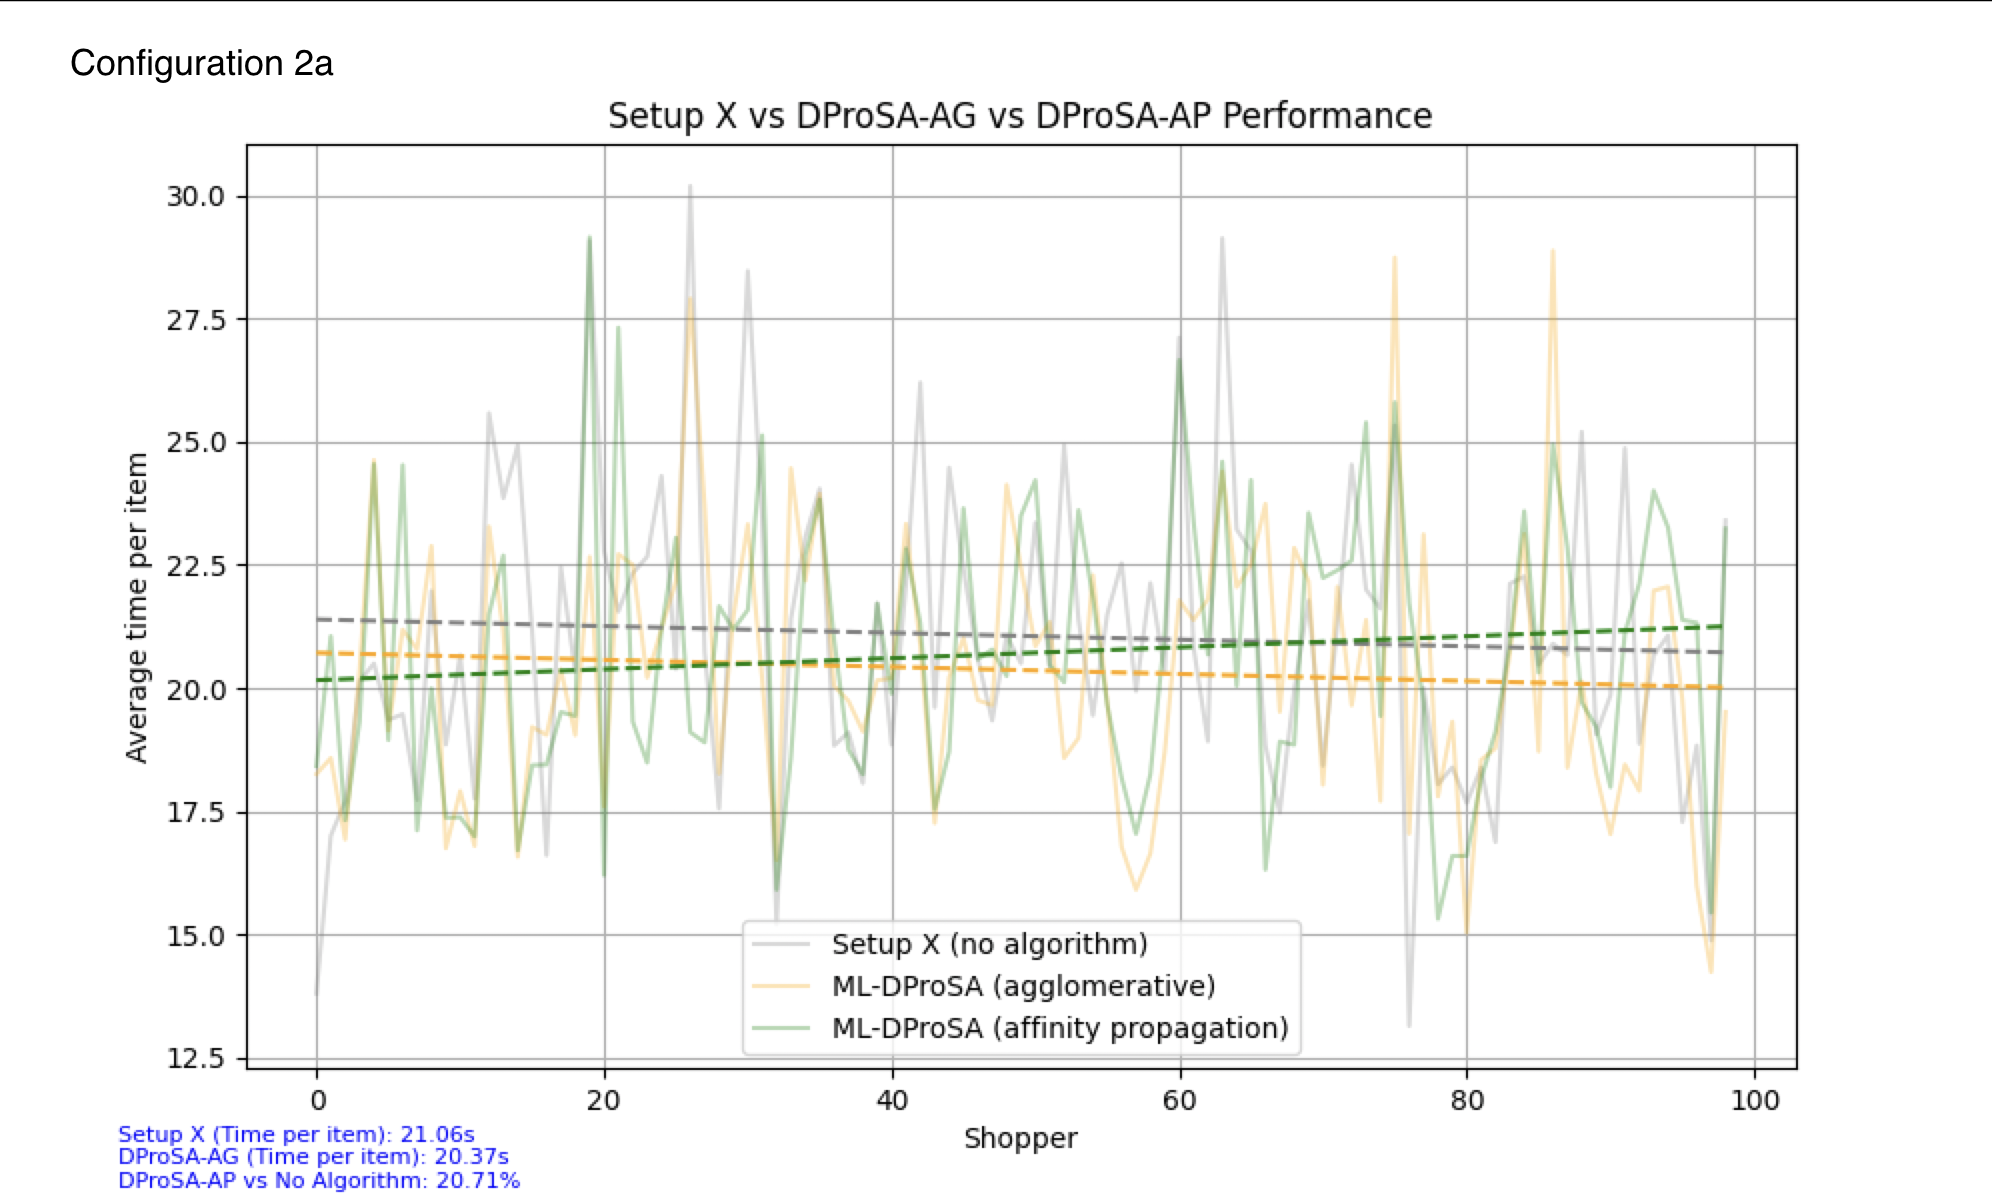 Configuration 2a
Setup X vs DProSA-AG vs DProSA-AP Performance
Average time per item
30.0
27.5
25.0
22.5
20.0
17.5
15.0
12.5
Setup X (no algorithm)
ML-DProSA (agglomerative)
ML-DProSA (affinity propagation)
0 20 40 60 80 100
Shopper
Setup X (Time per item): 21.06s
DProSA-AG (Time per item): 20.37s
DProSA-AP vs No Algorithm: 20.71%